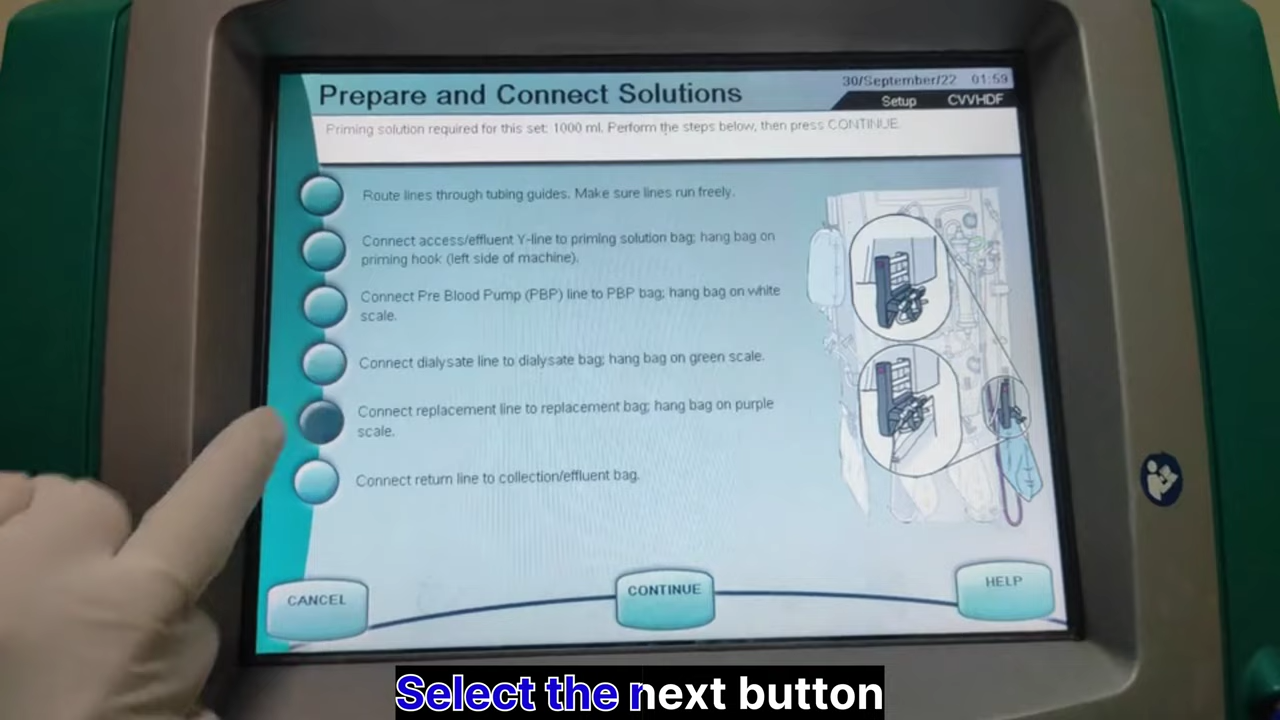 30/September/22 01:59
Prepare and Connect Solutions
Setup CVVHDF
Priming solution required for this set: 1000 ml. Perform the steps below, then press CONTINUE.
Route lines through tubing guides. Make sure lines run freely.
Connect access/effluent Y-line to priming solution bag; hang bag on
priming hook (left side of machine).
Connect Pre Blood Pump (PBP) line to PBP bag; hang bag on white
scale.
Connect dialysate line to dialysate bag; hang bag on green scale.
Connect replacement line to replacement bag; hang bag on purple
scale.
Connect return line to collection/effluent bag.
CANCEL
CONTINUE
HELP
Select the next button